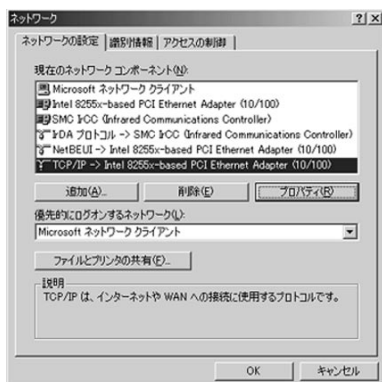 ネットワーク
ネットワークの設定 識別情報 アクセスの制御
現在のネットワーク コンポーネント(N):
Microsoft ネットワーク クライアント
Intel 8255x-based PCI Ethernet Adapter (10/100)
SMC IrCC (Infrared Communications Controller)
IrDA プロトコル -> SMC IrCC (Infrared Communications Controller)
NetBEUI -> Intel 8255x-based PCI Ethernet Adapter (10/100)
TCP/IP -> Intel 8255x-based PCI Ethernet Adapter (10/100)
追加(A)... 削除(E) プロパティ(R)
優先的にログオンするネットワーク(L):
Microsoft ネットワーク クライアント
ファイルとプリンタの共有(F)...
説明
TCP/IP は、インターネットや WAN への接続に使用するプロトコルです。
OK キャンセル